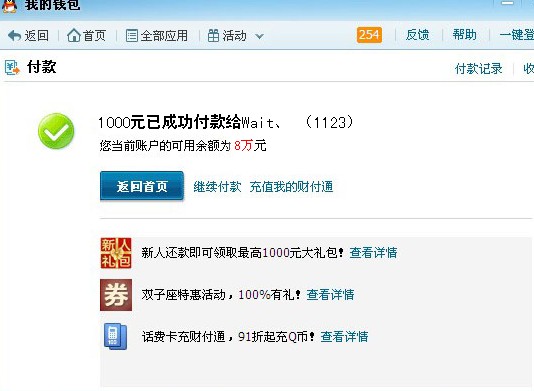 我的钱包
返回 首页 全部应用 活动 254 反馈 帮助 一键登
付款 付款记录 收
1000元已成功付款给Wait、 （1123）
您当前账户的可用余额为 8万元
返回首页 继续付款 充值我的财付通
新人礼包 新人还款即可领取最高1000元大礼包！查看详情
券 双子座特惠活动，100%有礼！查看详情
话费卡充财付通，91折起充Q币！查看详情